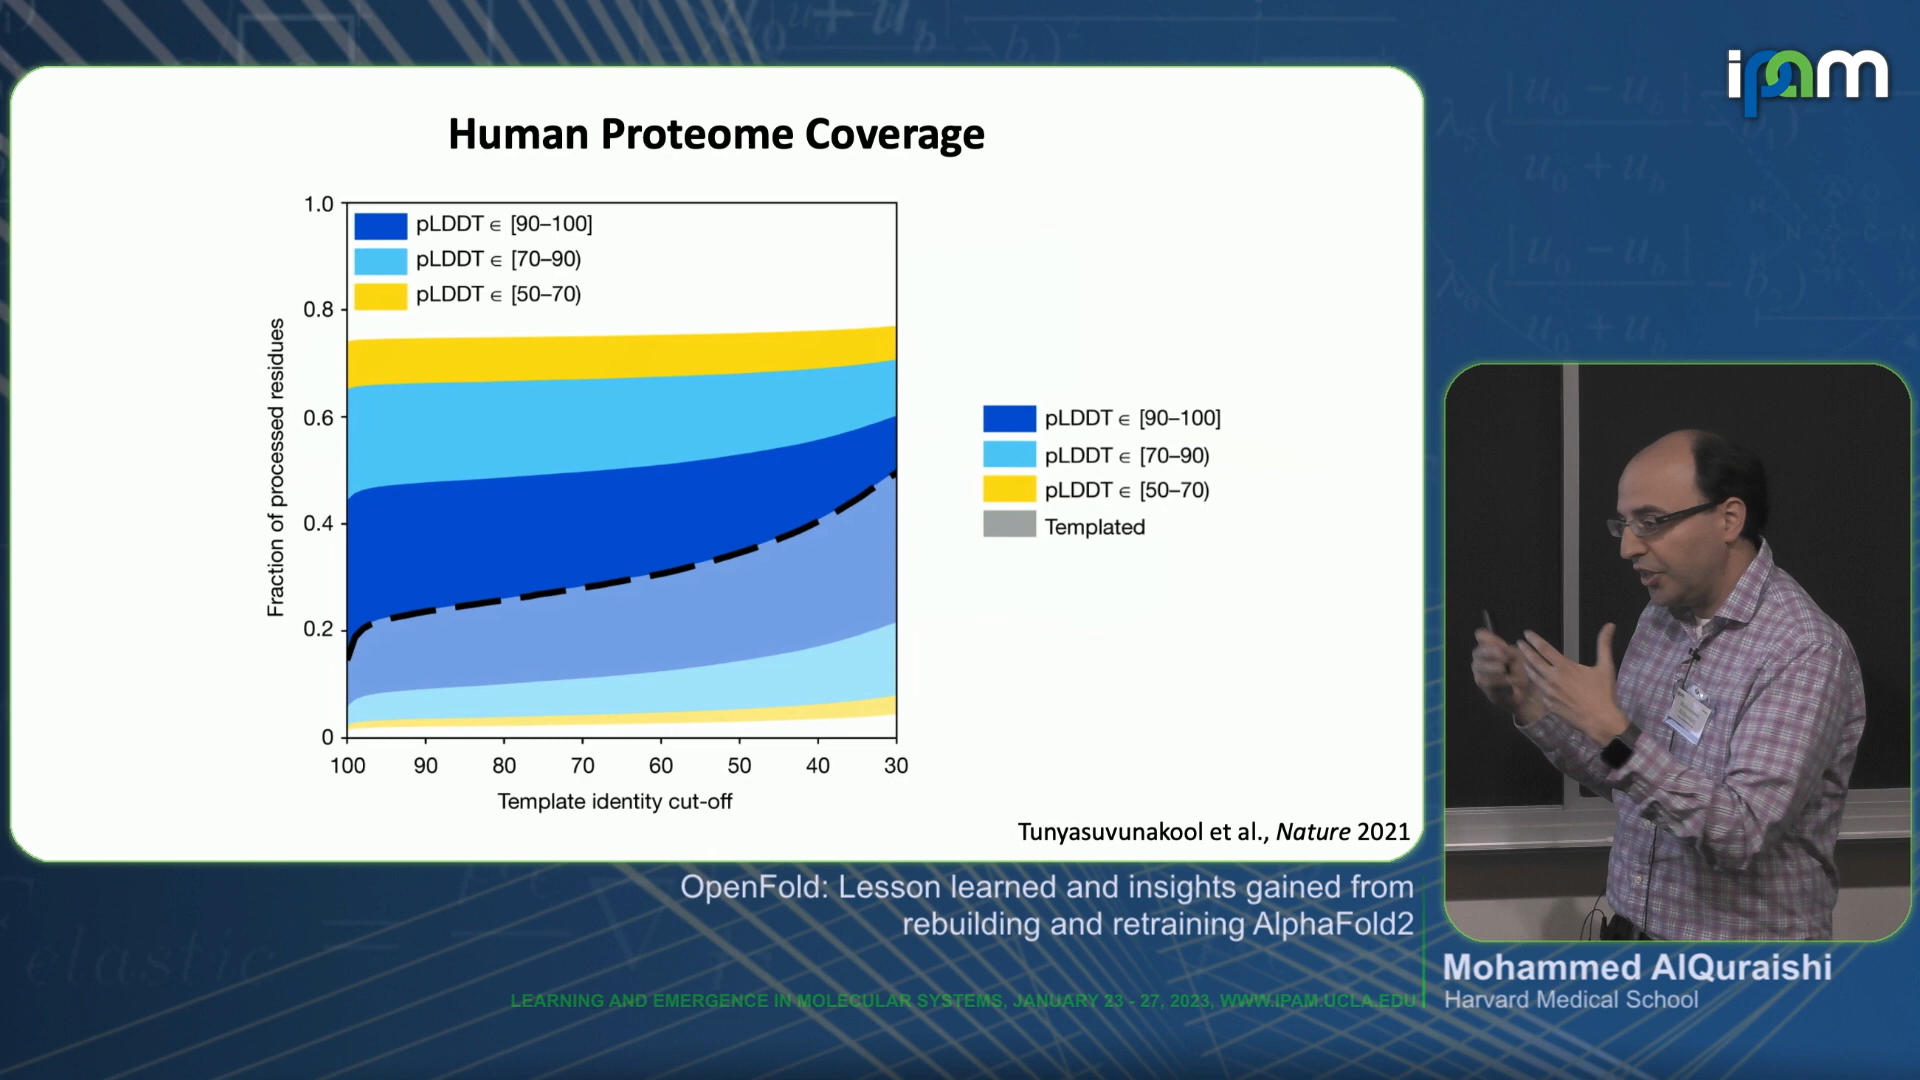 ipam
Human Proteome Coverage
1.0
0.8
0.6
0.4
0.2
0
Fraction of processed residues
pLDDT ∈ [90–100]
pLDDT ∈ [70–90)
pLDDT ∈ [50–70)
100 90 80 70 60 50 40 30
Template identity cut-off
pLDDT ∈ [90–100]
pLDDT ∈ [70–90)
pLDDT ∈ [50–70)
Templated
Tunyasuvunakool et al., Nature 2021
OpenFold: Lesson learned and insights gained from
rebuilding and retraining AlphaFold2
Mohammed AlQuraishi
Harvard Medical School
LEARNING AND EMERGENCE IN MOLECULAR SYSTEMS, JANUARY 23 - 27, 2023, WWW.IPAM.UCLA.EDU
elastic